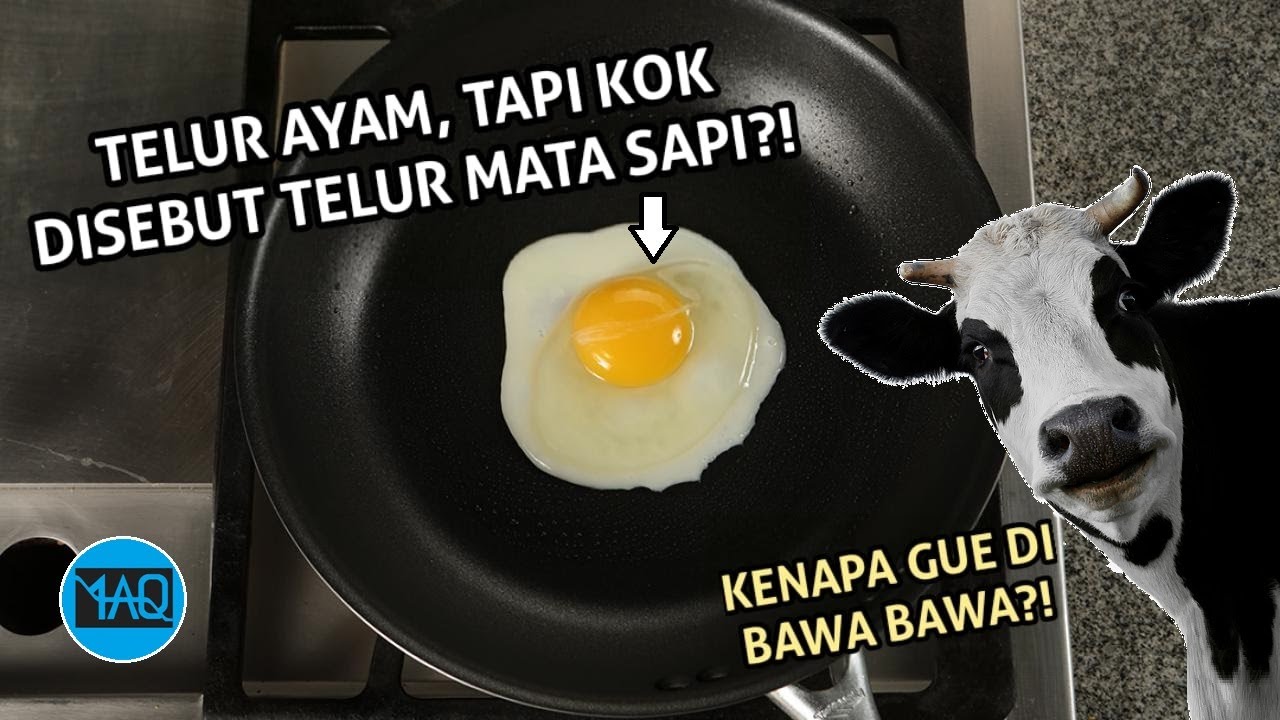 TELUR AYAM, TAPI KOK
DISEBUT TELUR MATA SAPI?!
KENAPA GUE DI
BAWA BAWA?!
MAQ